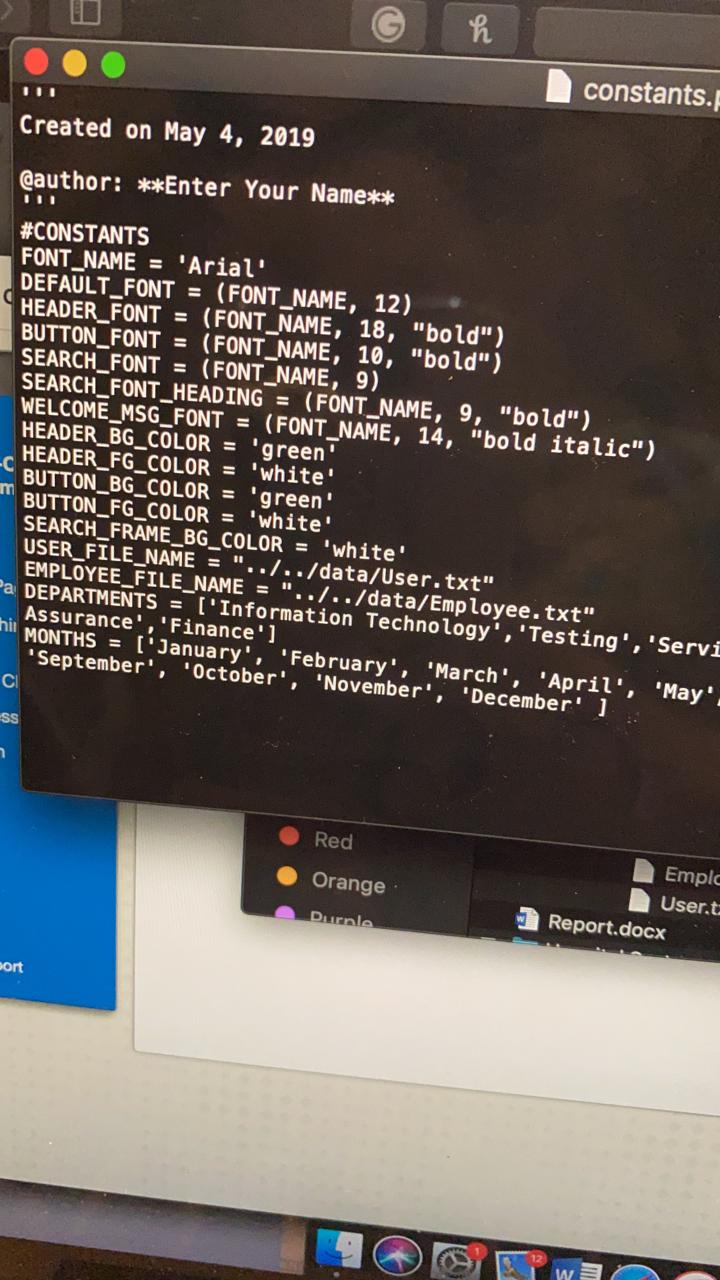 constants.p
'''
Created on May 4, 2019
@author: **Enter Your Name**
'''
#CONSTANTS
FONT_NAME = 'Arial'
DEFAULT_FONT = (FONT_NAME, 12)
HEADER_FONT = (FONT_NAME, 18, "bold")
BUTTON_FONT = (FONT_NAME, 10, "bold")
SEARCH_FONT = (FONT_NAME, 9)
SEARCH_FONT_HEADING = (FONT_NAME, 9, "bold")
WELCOME_MSG_FONT = (FONT_NAME, 14, "bold italic")
HEADER_BG_COLOR = 'green'
HEADER_FG_COLOR = 'white'
BUTTON_BG_COLOR = 'green'
BUTTON_FG_COLOR = 'white'
SEARCH_FRAME_BG_COLOR = 'white'
USER_FILE_NAME = "../../data/User.txt"
EMPLOYEE_FILE_NAME = "../../data/Employee.txt"
DEPARTMENTS = ['Information Technology','Testing','Servi
Assurance','Finance']
MONTHS = ['January', 'February', 'March', 'April', 'May',
'September', 'October', 'November', 'December' ]
Red
Orange
Purple
Emplo
User.t
Report.docx
ort
1
12
W